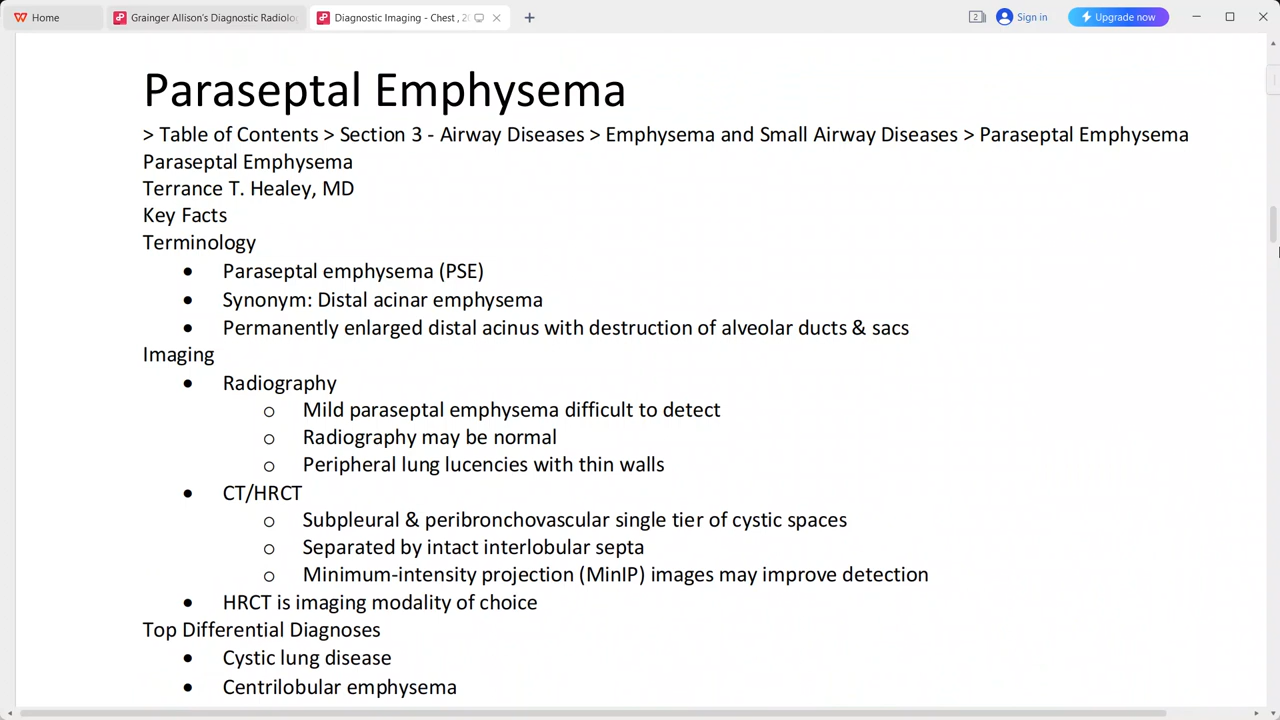 Home
Grainger Allison's Diagnostic Radiolo
Diagnostic Imaging - Chest , 20
2
Sign in
Upgrade now
Paraseptal Emphysema
> Table of Contents > Section 3 - Airway Diseases > Emphysema and Small Airway Diseases > Paraseptal Emphysema
Paraseptal Emphysema
Terrance T. Healey, MD
Key Facts
Terminology
• Paraseptal emphysema (PSE)
• Synonym: Distal acinar emphysema
• Permanently enlarged distal acinus with destruction of alveolar ducts & sacs
Imaging
• Radiography
o Mild paraseptal emphysema difficult to detect
o Radiography may be normal
o Peripheral lung lucencies with thin walls
• CT/HRCT
o Subpleural & peribronchovascular single tier of cystic spaces
o Separated by intact interlobular septa
o Minimum-intensity projection (MinIP) images may improve detection
• HRCT is imaging modality of choice
Top Differential Diagnoses
• Cystic lung disease
• Centrilobular emphysema